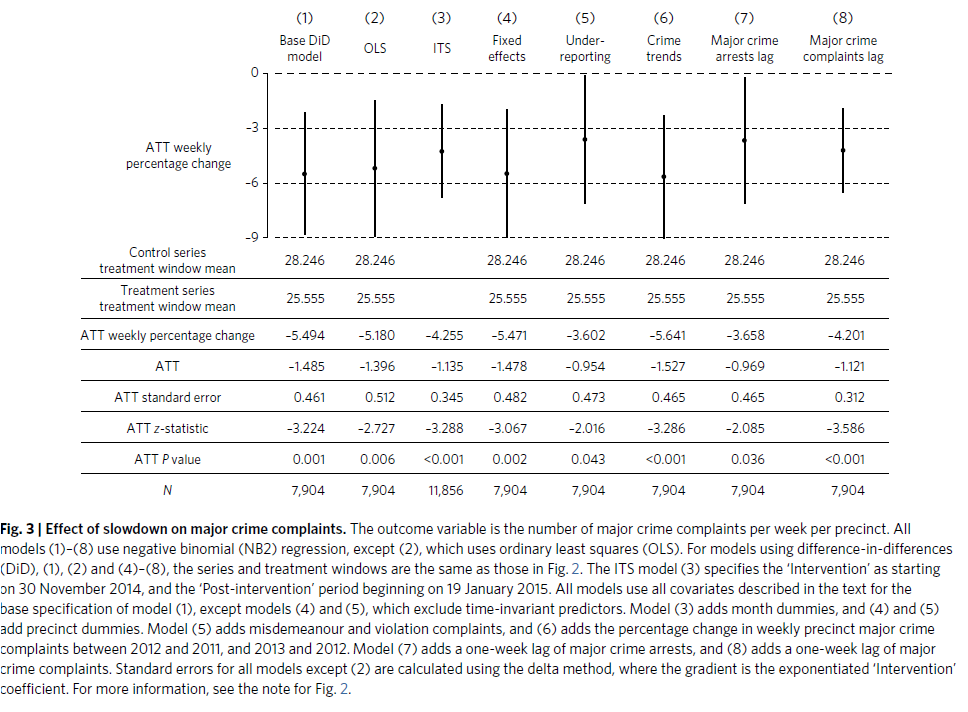 (1) (2) (3) (4) (5) (6) (7) (8)
Base DiD model OLS ITS Fixed effects Under-reporting Crime trends Major crime arrests lag Major crime complaints lag
0
−3
ATT weekly
percentage change
−6
−9
Control series
treatment window mean 28.246 28.246 28.246 28.246 28.246 28.246 28.246
Treatment series
treatment window mean 25.555 25.555 25.555 25.555 25.555 25.555 25.555
ATT weekly percentage change −5.494 −5.180 −4.255 −5.471 −3.602 −5.641 −3.658 −4.201
ATT −1.485 −1.396 −1.135 −1.478 −0.954 −1.527 −0.969 −1.121
ATT standard error 0.461 0.512 0.345 0.482 0.473 0.465 0.465 0.312
ATT z-statistic −3.224 −2.727 −3.288 −3.067 −2.016 −3.286 −2.085 −3.586
ATT P value 0.001 0.006 <0.001 0.002 0.043 <0.001 0.036 <0.001
N 7,904 7,904 11,856 7,904 7,904 7,904 7,904 7,904
Fig. 3 | Effect of slowdown on major crime complaints. The outcome variable is the number of major crime complaints per week per precinct. All
models (1)–(8) use negative binomial (NB2) regression, except (2), which uses ordinary least squares (OLS). For models using difference-in-differences
(DiD), (1), (2) and (4)–(8), the series and treatment windows are the same as those in Fig. 2. The ITS model (3) specifies the ‘Intervention’ as starting
on 30 November 2014, and the ‘Post-intervention’ period beginning on 19 January 2015. All models use all covariates described in the text for the
base specification of model (1), except models (4) and (5), which exclude time-invariant predictors. Model (3) adds month dummies, and (4) and (5)
add precinct dummies. Model (5) adds misdemeanour and violation complaints, and (6) adds the percentage change in weekly precinct major crime
complaints between 2012 and 2011, and 2013 and 2012. Model (7) adds a one-week lag of major crime arrests, and (8) adds a one-week lag of major
crime complaints. Standard errors for all models except (2) are calculated using the delta method, where the gradient is the exponentiated ‘Intervention’
coefficient. For more information, see the note for Fig. 2.